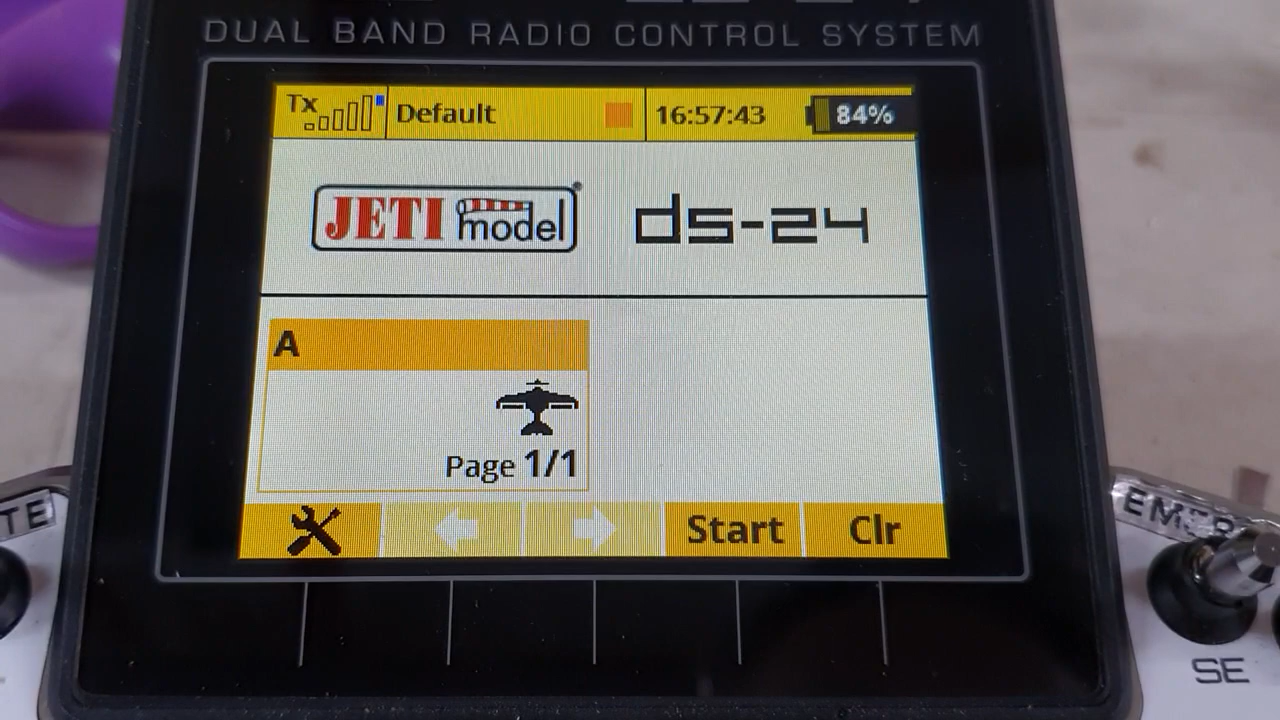 DUAL BAND RADIO CONTROL SYSTEM
Tx Default 16:57:43 84%
JETI model ds-24
A
Page 1/1
Start Clr
TE
SE